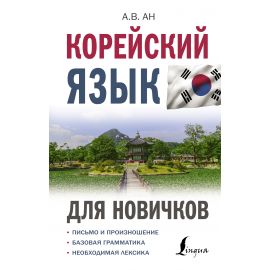 А.В. АН
КОРЕЙСКИЙ
ЯЗЫК
ДЛЯ НОВИЧКОВ
• ПИСЬМО И ПРОИЗНОШЕНИЕ
• БАЗОВАЯ ГРАММАТИКА
• НЕОБХОДИМАЯ ЛЕКСИКА
Lingua